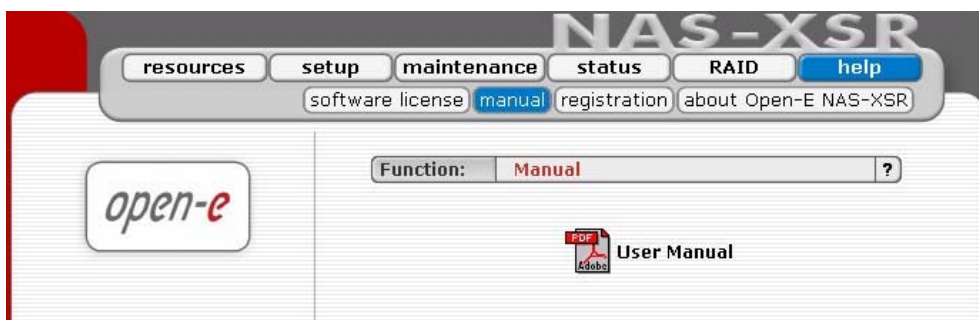 NAS-XSR
resources setup maintenance status RAID help
software license manual registration about Open-E NAS-XSR
Function: Manual ?
open-e
PDF
Adobe
User Manual